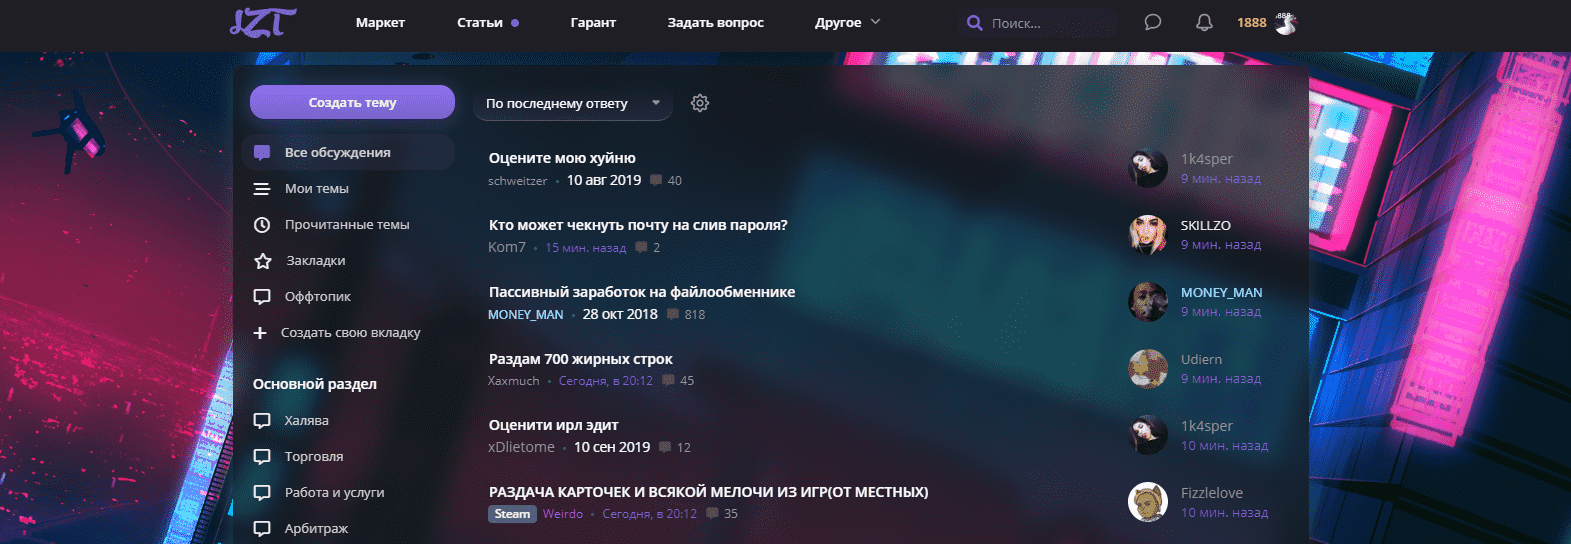 LZT Маркет Статьи Гарант Задать вопрос Другое Поиск... 1888
Создать тему
По последнему ответу
Все обсуждения
Мои темы
Прочитанные темы
Закладки
Оффтопик
Создать свою вкладку
Основной раздел
Халява
Торговля
Работа и услуги
Арбитраж
Оцените мою хуйню
schweitzer • 10 авг 2019 40
1k4sper
9 мин. назад
Кто может чекнуть почту на слив пароля?
Kom7 • 15 мин. назад 2
SKILLZO
9 мин. назад
Пассивный заработок на файлообменнике
MONEY_MAN • 28 окт 2018 818
MONEY_MAN
9 мин. назад
Раздам 700 жирных строк
Xaxmuch • Сегодня, в 20:12 45
Udiern
9 мин. назад
Оценити ирл эдит
xDlietome • 10 сен 2019 12
1k4sper
10 мин. назад
РАЗДАЧА КАРТОЧЕК И ВСЯКОЙ МЕЛОЧИ ИЗ ИГР(ОТ МЕСТНЫХ)
Steam Weirdo • Сегодня, в 20:12 35
Fizzlelove
10 мин. назад